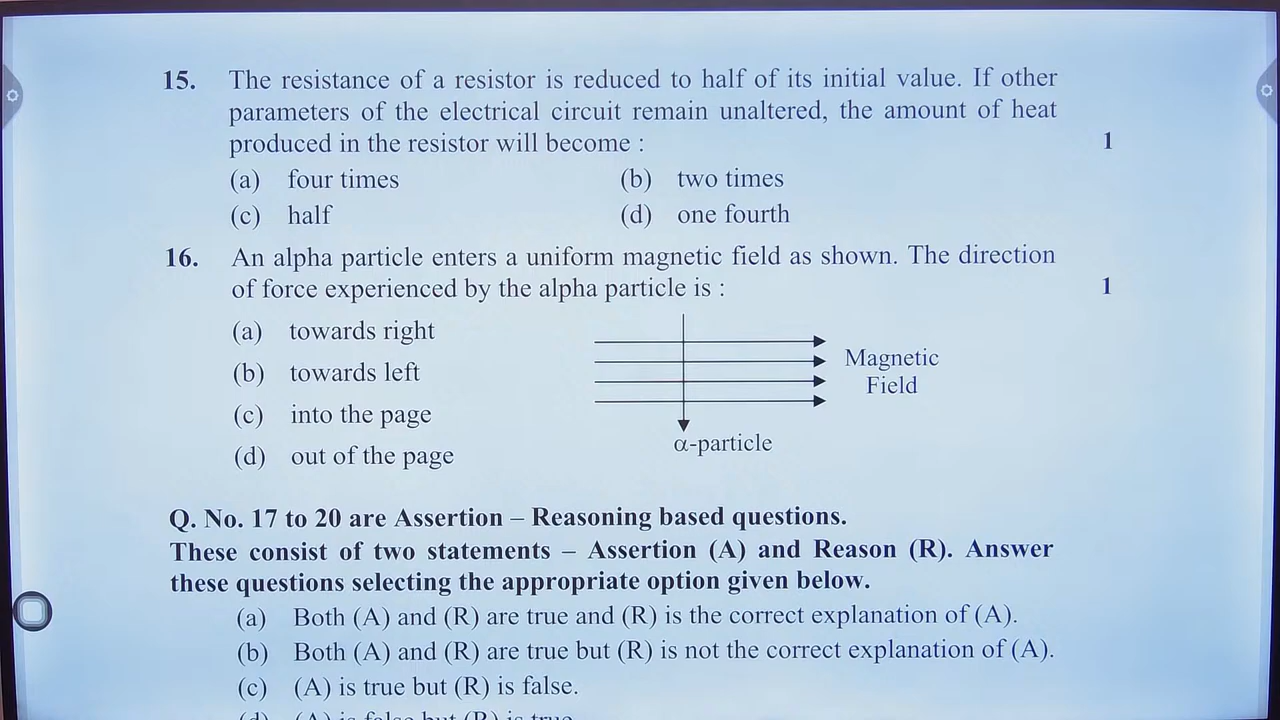 15. The resistance of a resistor is reduced to half of its initial value. If other
parameters of the electrical circuit remain unaltered, the amount of heat
produced in the resistor will become : 1
(a) four times (b) two times
(c) half (d) one fourth
16. An alpha particle enters a uniform magnetic field as shown. The direction
of force experienced by the alpha particle is : 1
(a) towards right
(b) towards left
(c) into the page
(d) out of the page
Magnetic
Field
α-particle
Q. No. 17 to 20 are Assertion – Reasoning based questions.
These consist of two statements – Assertion (A) and Reason (R). Answer
these questions selecting the appropriate option given below.
(a) Both (A) and (R) are true and (R) is the correct explanation of (A).
(b) Both (A) and (R) are true but (R) is not the correct explanation of (A).
(c) (A) is true but (R) is false.
(d) (A) is false but (R) is true